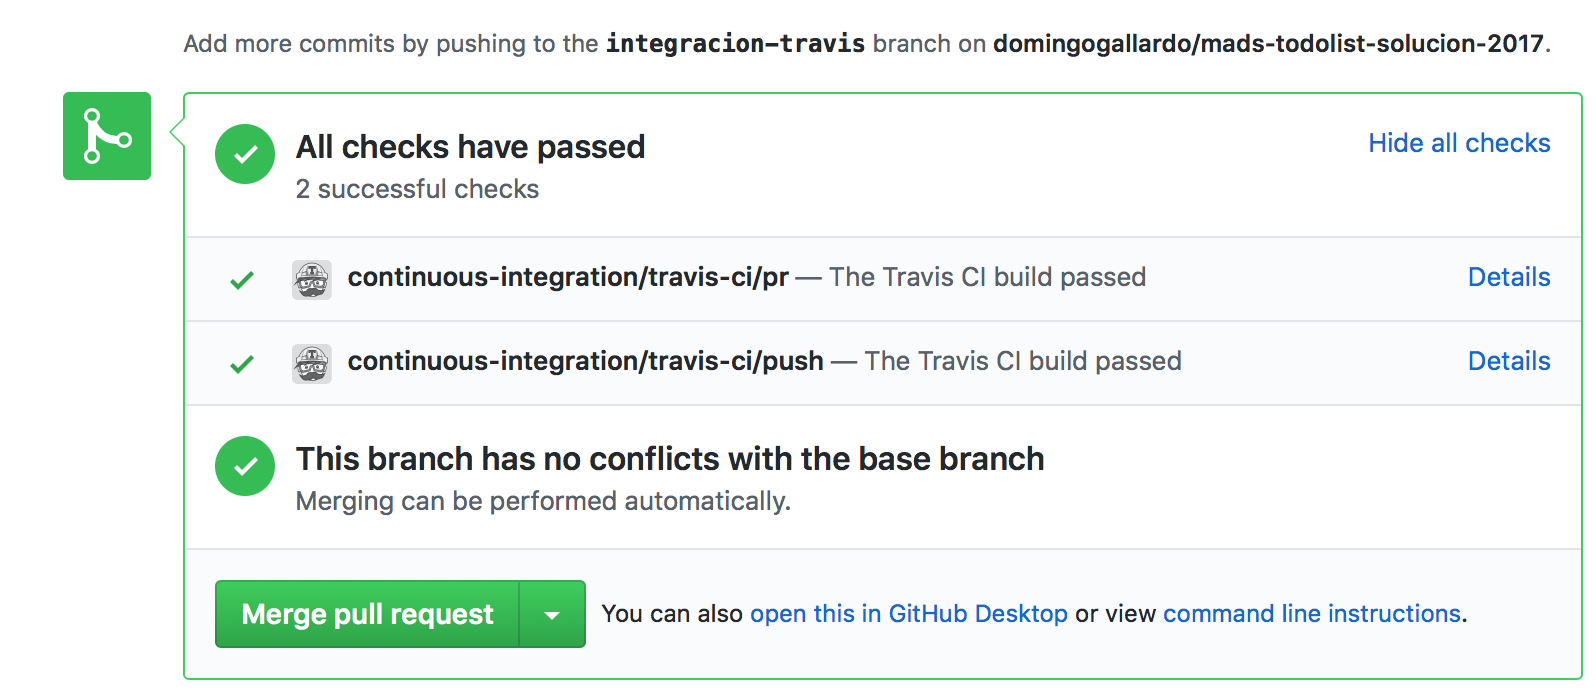 Add more commits by pushing to the integracion-travis branch on domingogallardo/mads-todolist-solucion-2017.
All checks have passed
Hide all checks
2 successful checks
continuous-integration/travis-ci/pr — The Travis CI build passed
Details
continuous-integration/travis-ci/push — The Travis CI build passed
Details
This branch has no conflicts with the base branch
Merging can be performed automatically.
Merge pull request
You can also open this in GitHub Desktop or view command line instructions.